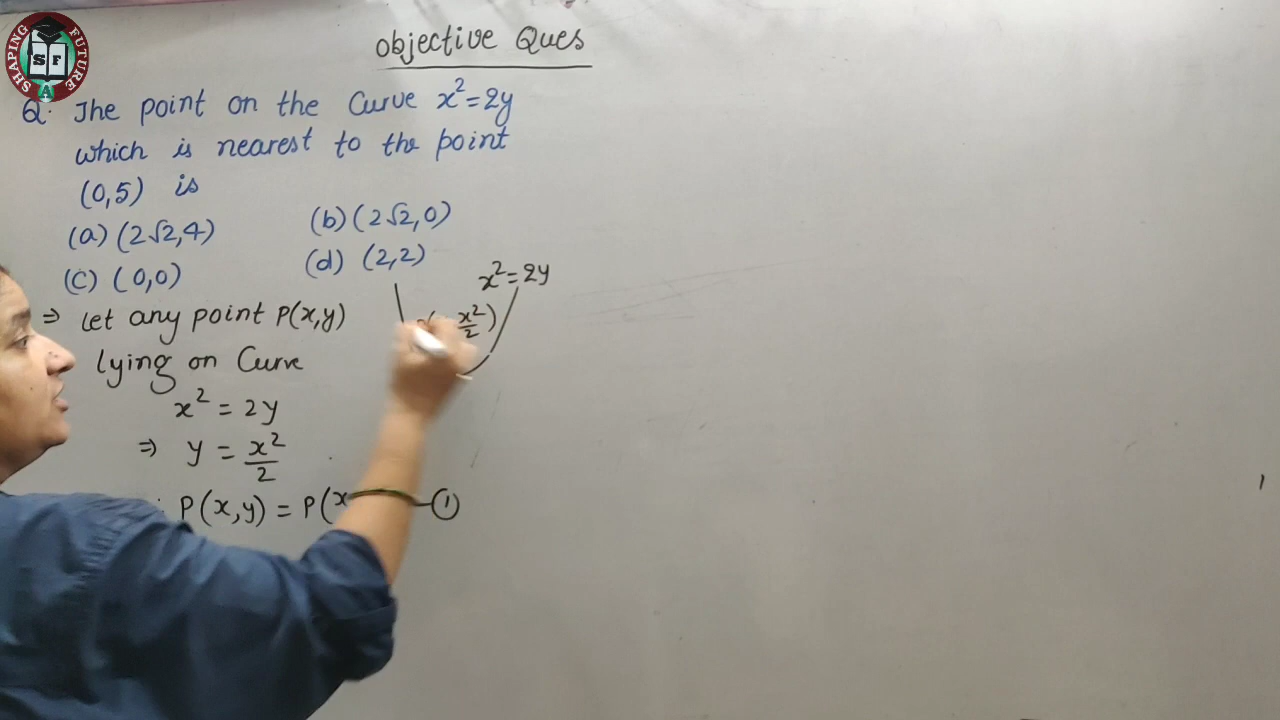 SHAPING FUTURE
S F
A
Objective Ques
Q. The point on the Curve x²=2y
which is nearest to the point
(0,5) is
(a) (2√2,4) (b) (2√2,0)
(C) (0,0) (d) (2,2)
x²=2y
⇒ Let any point P(x,y)
x²/2)
lying on Curve
x² = 2y
⇒ y = x²/2
P(x,y) = P(x — ①